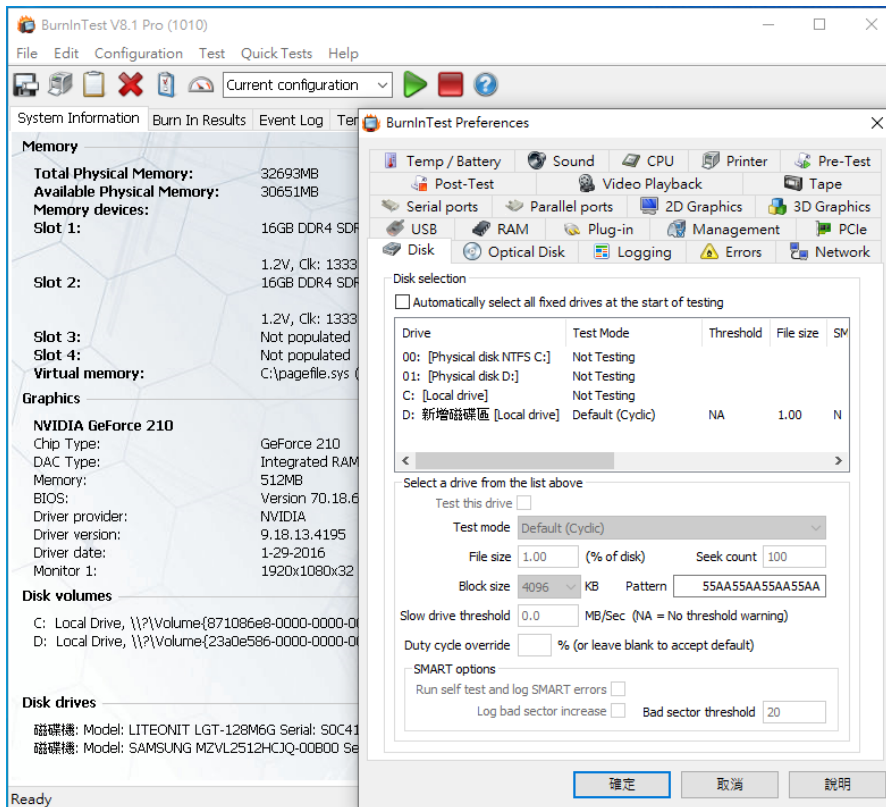 BurnInTest V8.1 Pro (1010)
File Edit Configuration Test Quick Tests Help
Current configuration
System Information Burn In Results Event Log
Memory
Total Physical Memory: 32693MB
Available Physical Memory: 30651MB
Memory devices:
Slot 1: 16GB DDR4
1.2V, Clk: 1333
Slot 2: 16GB DDR4
1.2V, Clk: 1333
Slot 3: Not populated
Slot 4: Not populated
Virtual memory: C:\pagefile.sys (
Graphics
NVIDIA GeForce 210
Chip Type: GeForce 210
DAC Type: Integrated RAM
Memory: 512MB
BIOS: Version 70.18.6
Driver provider: NVIDIA
Driver version: 9.18.13.4195
Driver date: 1-29-2016
Monitor 1: 1920x1080x32
Disk volumes
C: Local Drive, \\?\Volume{871086e8-0000-0000-
D: Local Drive, \\?\Volume{23a0e586-0000-0000-
Disk drives
磁碟機: Model: LITEONIT LGT-128M6G Serial: S0C41
磁碟機: Model: SAMSUNG MZVL2512HCJQ-00B00 Se
Ready
BurnInTest Preferences
Temp / Battery Sound CPU Printer Pre-Test
Post-Test Video Playback Tape
Serial ports Parallel ports 2D Graphics 3D Graphics
USB RAM Plug-in Management PCIe
Disk Optical Disk Logging Errors Network
Disk selection
Automatically select all fixed drives at the start of testing
Drive Test Mode Threshold File size SM
00: [Physical disk NTFS C:] Not Testing
01: [Physical disk D:] Not Testing
C: [Local drive] Not Testing
D: 新增磁碟區 [Local drive] Default (Cyclic) NA 1.00 N
Select a drive from the list above
Test this drive
Test mode Default (Cyclic)
File size 1.00 (% of disk) Seek count 100
Block size 4096 KB Pattern 55AA55AA55AA55AA
Slow drive threshold 0.0 MB/Sec (NA = No threshold warning)
Duty cycle override % (or leave blank to accept default)
SMART options
Run self test and log SMART errors
Log bad sector increase Bad sector threshold 20
確定 取消 說明